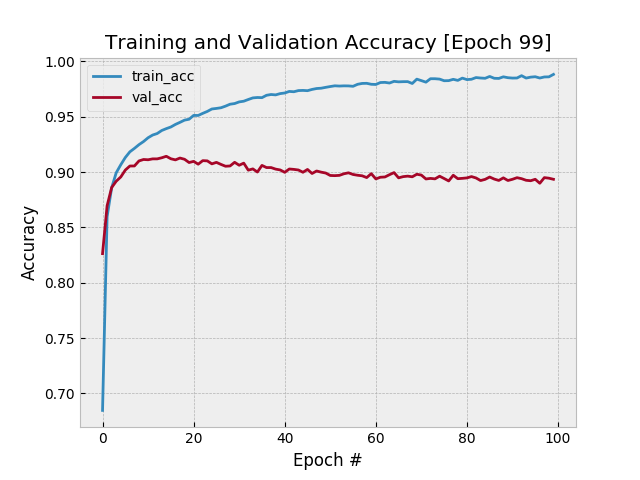 Training and Validation Accuracy [Epoch 99]
train_acc
val_acc
1.00
0.95
0.90
0.85
0.80
0.75
0.70
Accuracy
0 20 40 60 80 100
Epoch #